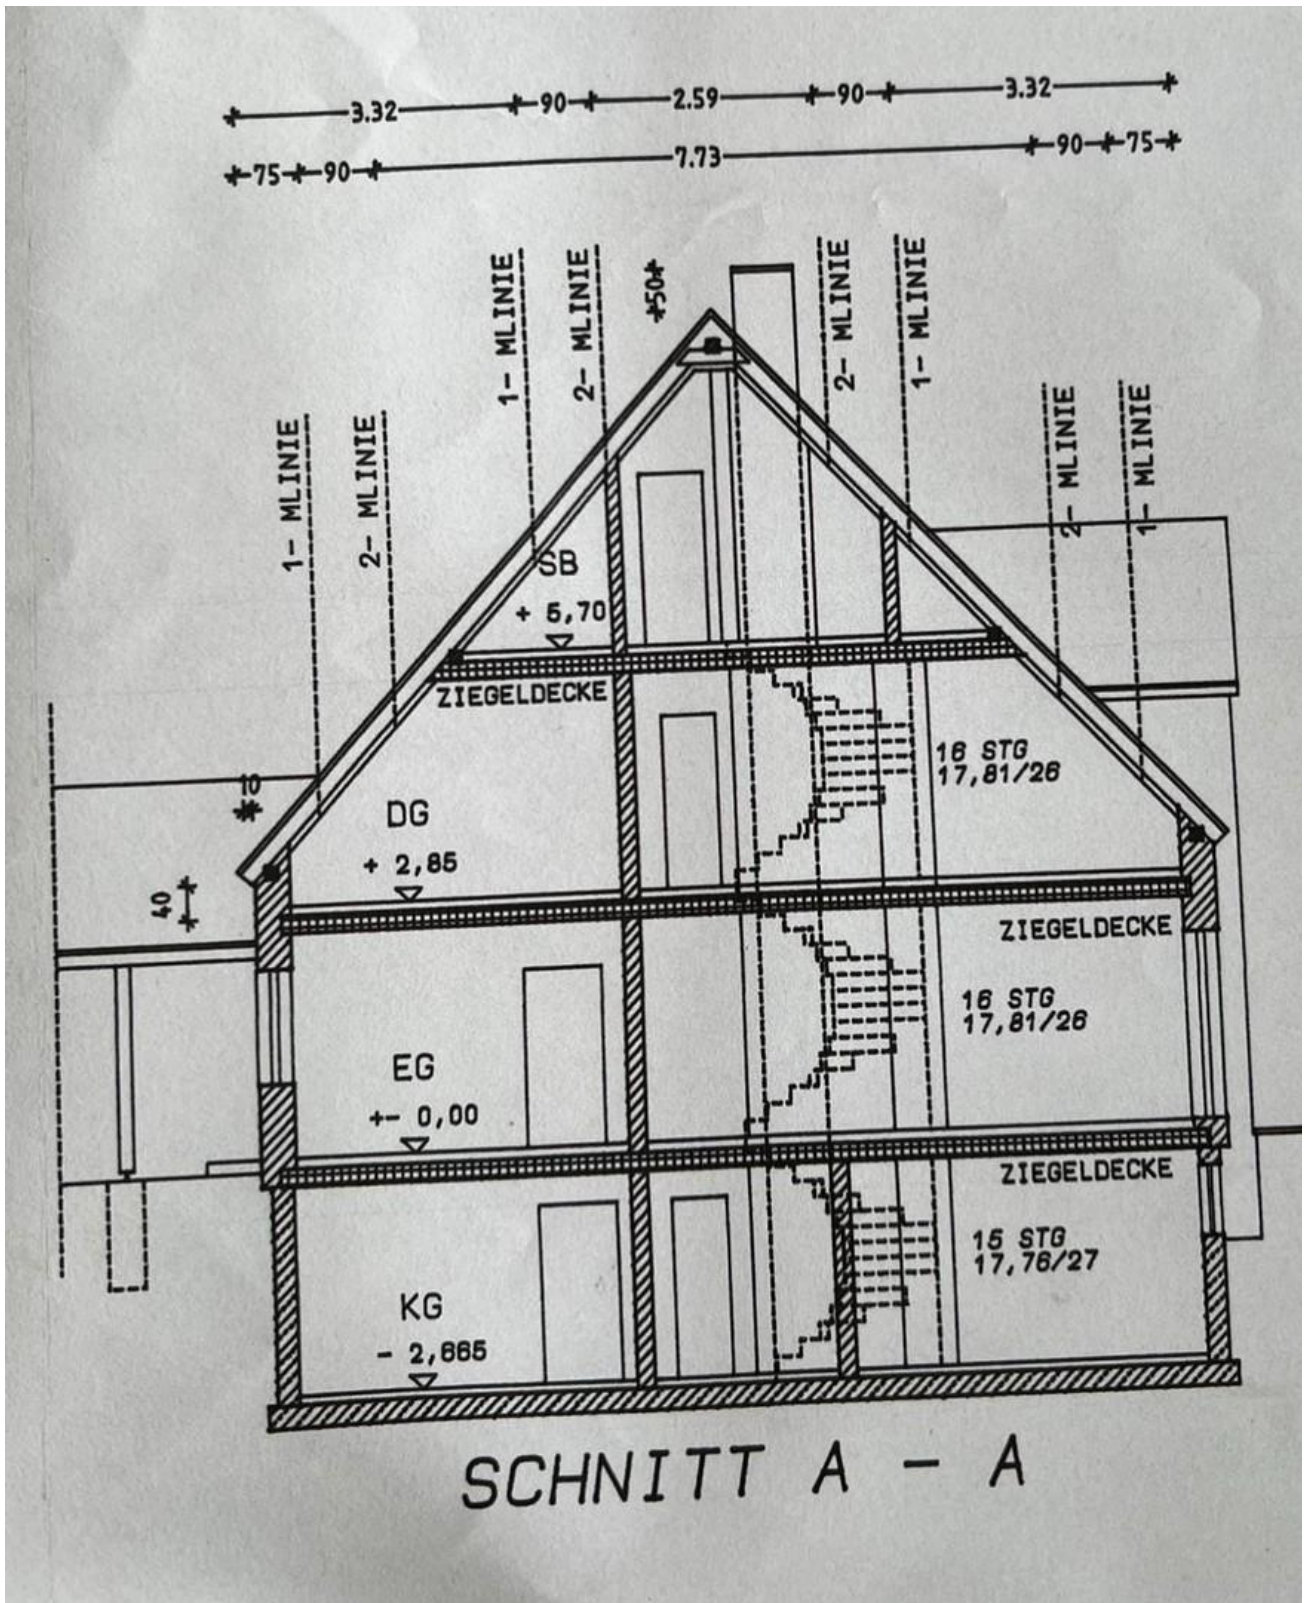 3.32 90 2.59 90 3.32
75 90 7.73 90 75
1- MLINIE
2- MLINIE
1- MLINIE
2- MLINIE
50
2- MLINIE
1- MLINIE
2- MLINIE
1- MLINIE
SB
+ 5,70
ZIEGELDECKE
16 STG
17,81/26
10
DG
+ 2,85
40
ZIEGELDECKE
16 STG
17,81/26
EG
+- 0,00
ZIEGELDECKE
15 STG
17,76/27
KG
- 2,665
SCHNITT A - A